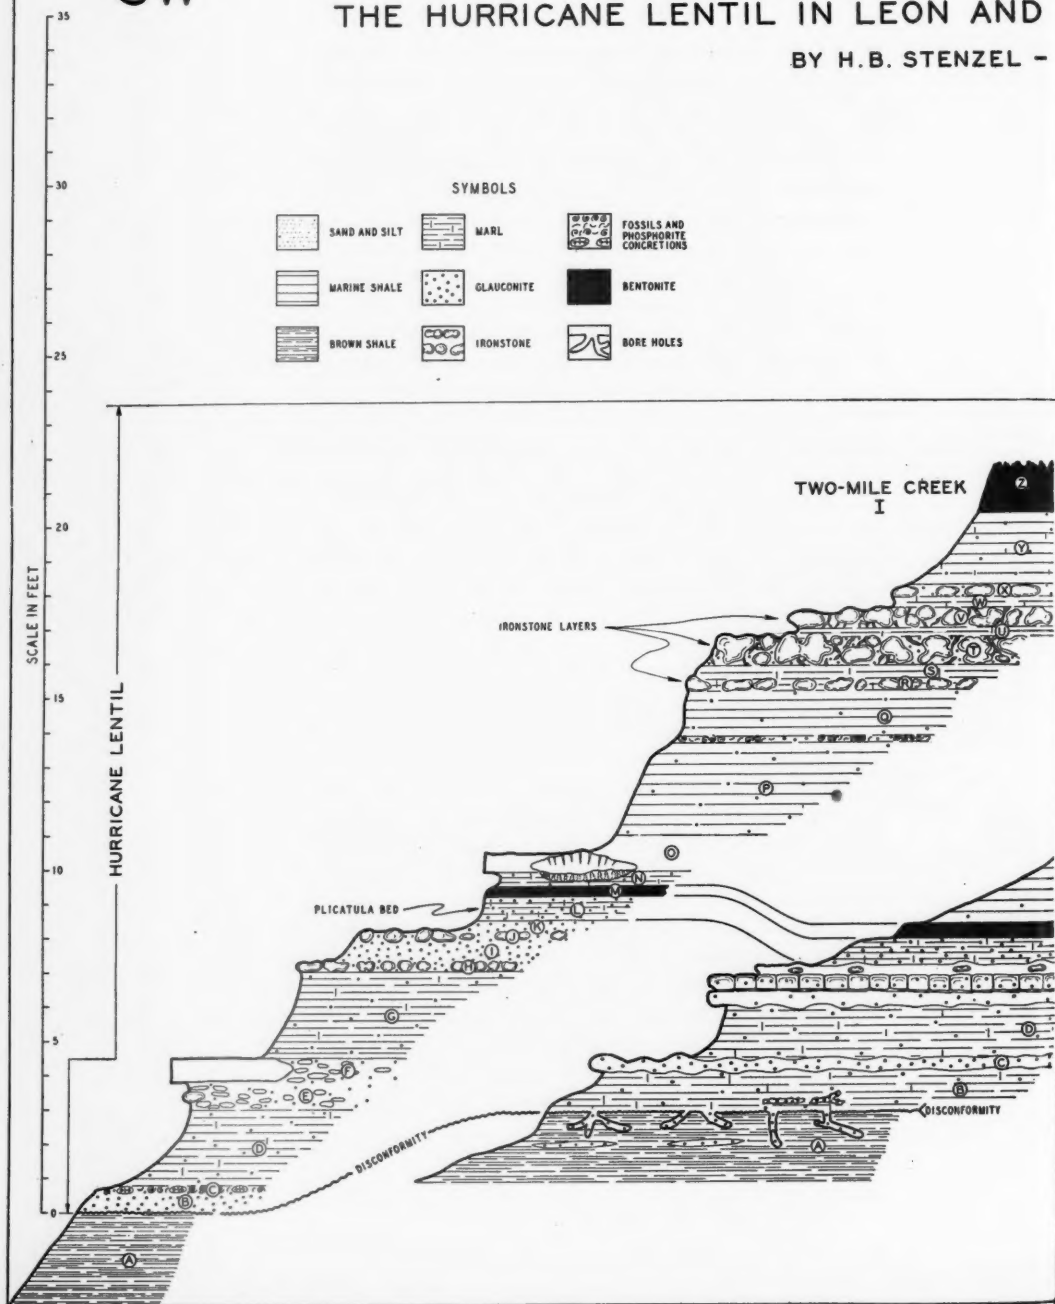 THE HURRICANE LENTIL IN LEON AND
BY H.B. STENZEL -
35
30
25
20
15
10
5
0
SCALE IN FEET
HURRICANE LENTIL
SYMBOLS
SAND AND SILT
MARL
FOSSILS AND
PHOSPHORITE
CONCRETIONS
MARINE SHALE
GLAUCONITE
BENTONITE
BROWN SHALE
IRONSTONE
BORE HOLES
TWO-MILE CREEK
I
Z
Y
X
W
V
U
T
S
R
Q
P
O
N
M
L
K
J
I
H
G
F
E
D
C
B
A
IRONSTONE LAYERS
PLICATULA BED
DISCONFORMITY
D
C
B
DISCONFORMITY
A